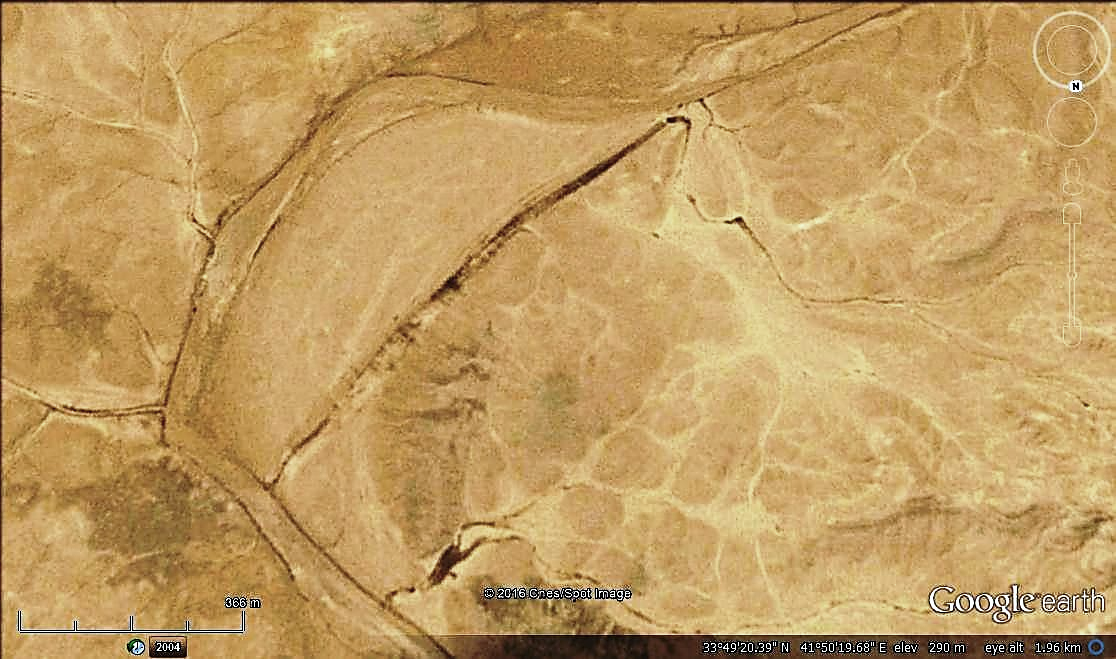 N
366 m
© 2016 Cnes/Spot Image
Google earth
2004
33°49'20.39" N 41°50'19.68" E elev 290 m eye alt 1.96 km